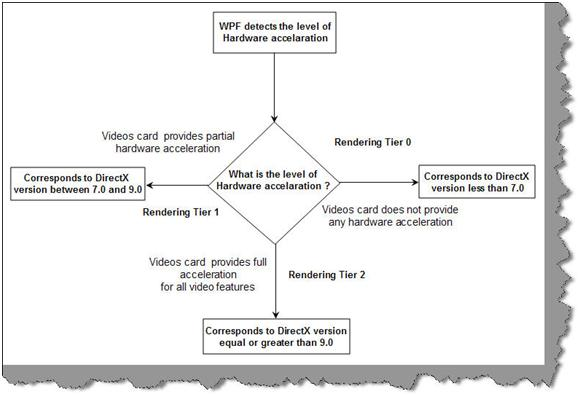 WPF detects the level of
Hardware accelaration
Videos card  provides partial
hardware acceleration
Rendering Tier 0
What is the level of
Hardware accelaration ?
Corresponds to DirectX
version between 7.0 and 9.0
Corresponds to DirectX
version less than 7.0
Rendering Tier 1
Videos card does not provide
any hardware acceleration
Videos card  provides full
acceleration
for all video features
Rendering Tier 2
Corresponds to DirectX version
equal or greater than 9.0